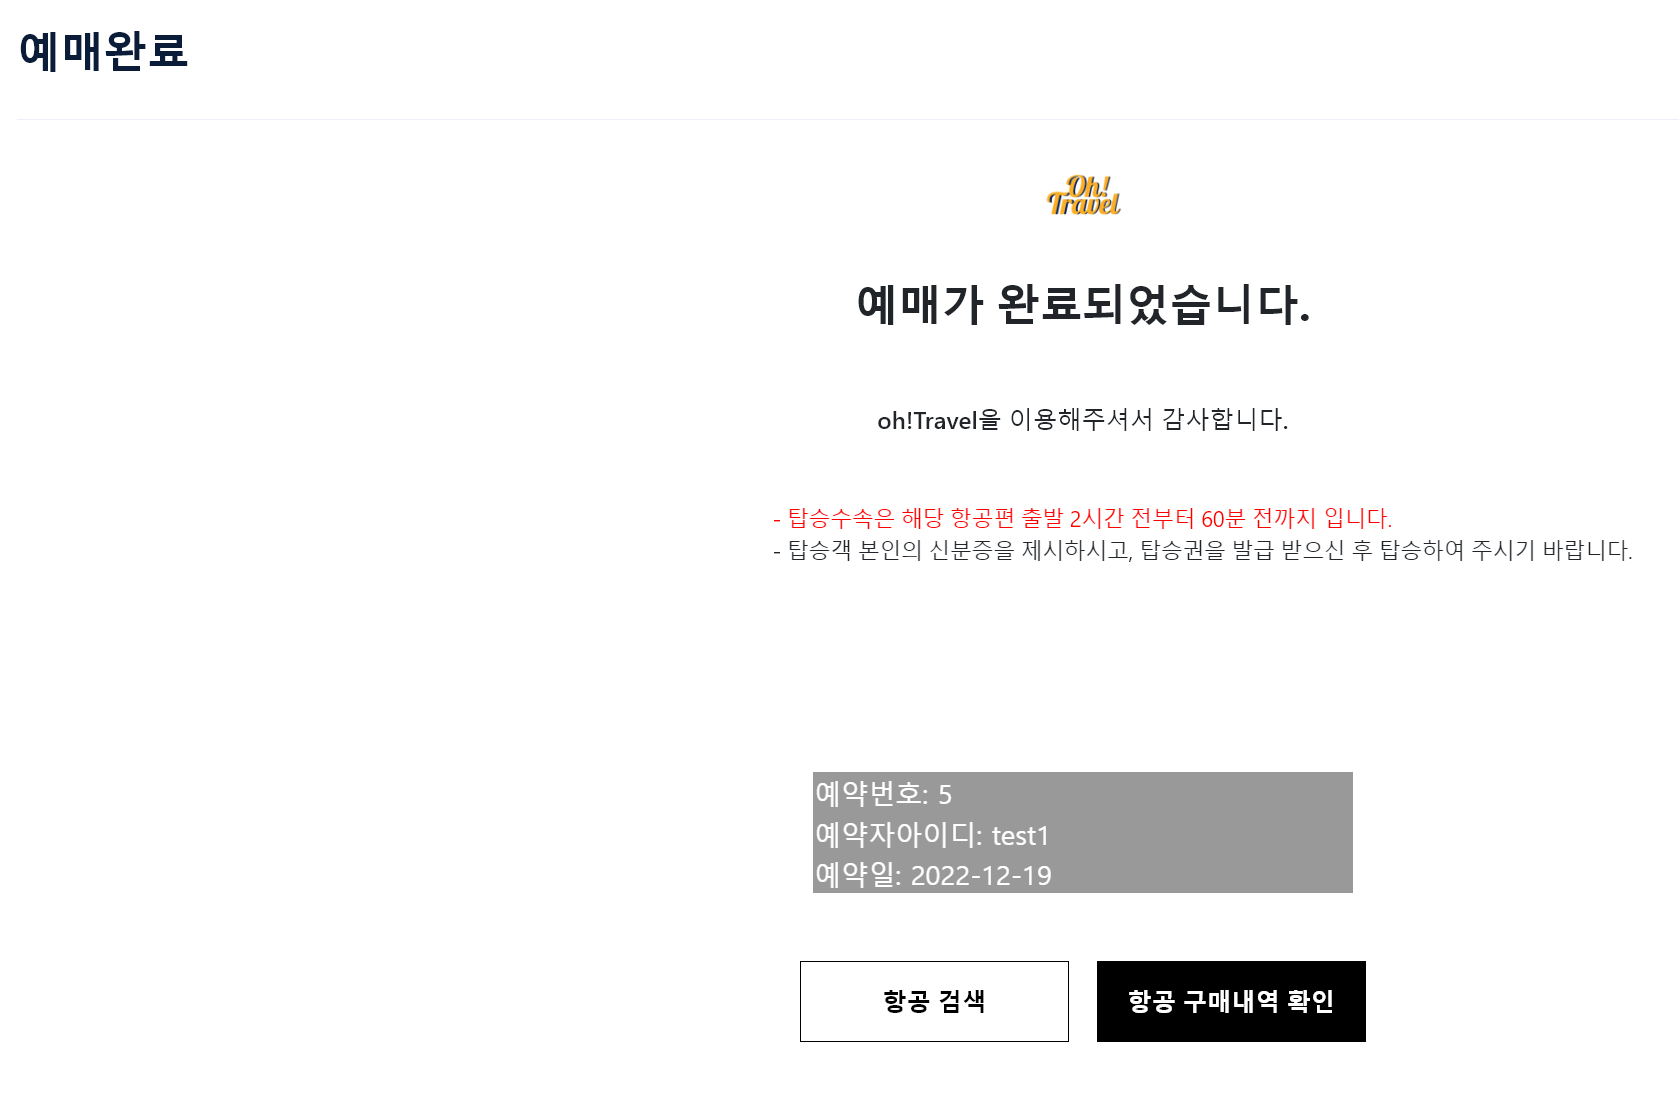 예매완료
Oh!
Travel
예매가 완료되었습니다.
oh!Travel을 이용해주셔서 감사합니다.
- 탑승수속은 해당 항공편 출발 2시간 전부터 60분 전까지 입니다.
- 탑승객 본인의 신분증을 제시하시고, 탑승권을 발급 받으신 후 탑승하여 주시기 바랍니다.
예약번호: 5
예약자아이디: test1
예약일: 2022-12-19
항공 검색
항공 구매내역 확인